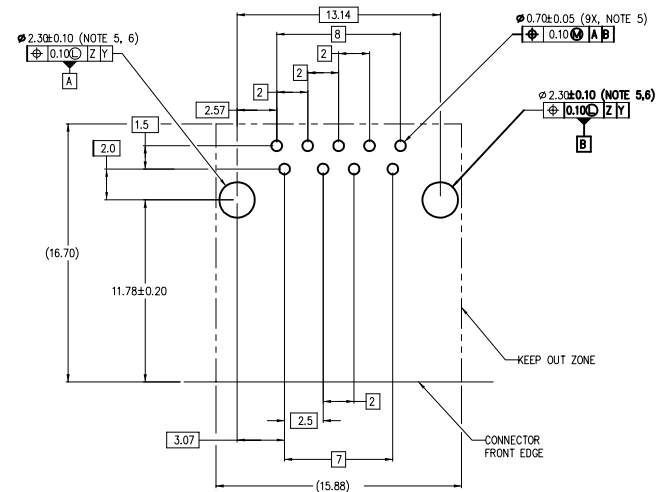 13.14
⌀0.70±0.05 (9X, NOTE 5)
⌖ 0.10Ⓜ A B
⌀2.30±0.10 (NOTE 5, 6)
⌖ 0.10Ⓛ Z Y
A
8
2
2
2
⌀2.30±0.10 (NOTE 5,6)
⌖ 0.10Ⓛ Z Y
B
2.57
1.5
2.0
(16.70)
11.78±0.20
KEEP OUT ZONE
2
2.5
3.07
CONNECTOR
FRONT EDGE
7
(15.88)